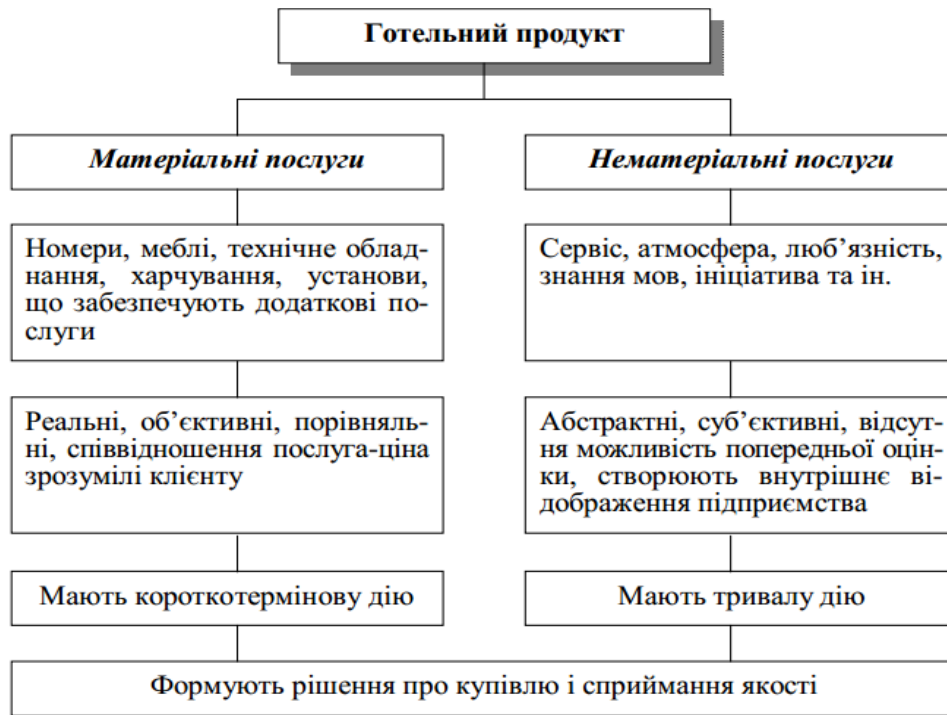 Готельний продукт
Матеріальні послуги
Нематеріальні послуги
Номери, меблі, технічне облад-
нання, харчування, установи,
що забезпечують додаткові по-
слуги
Сервіс, атмосфера, люб’язність,
знання мов, ініціатива та ін.
Реальні, об’єктивні, порівняль-
ні, співвідношення послуга-ціна
зрозумілі клієнту
Абстрактні, суб’єктивні, відсут-
ня можливість попередньої оцін-
ки, створюють внутрішнє ві-
дображення підприємства
Мають короткотермінову дію
Мають тривалу дію
Формують рішення про купівлю і сприймання якості